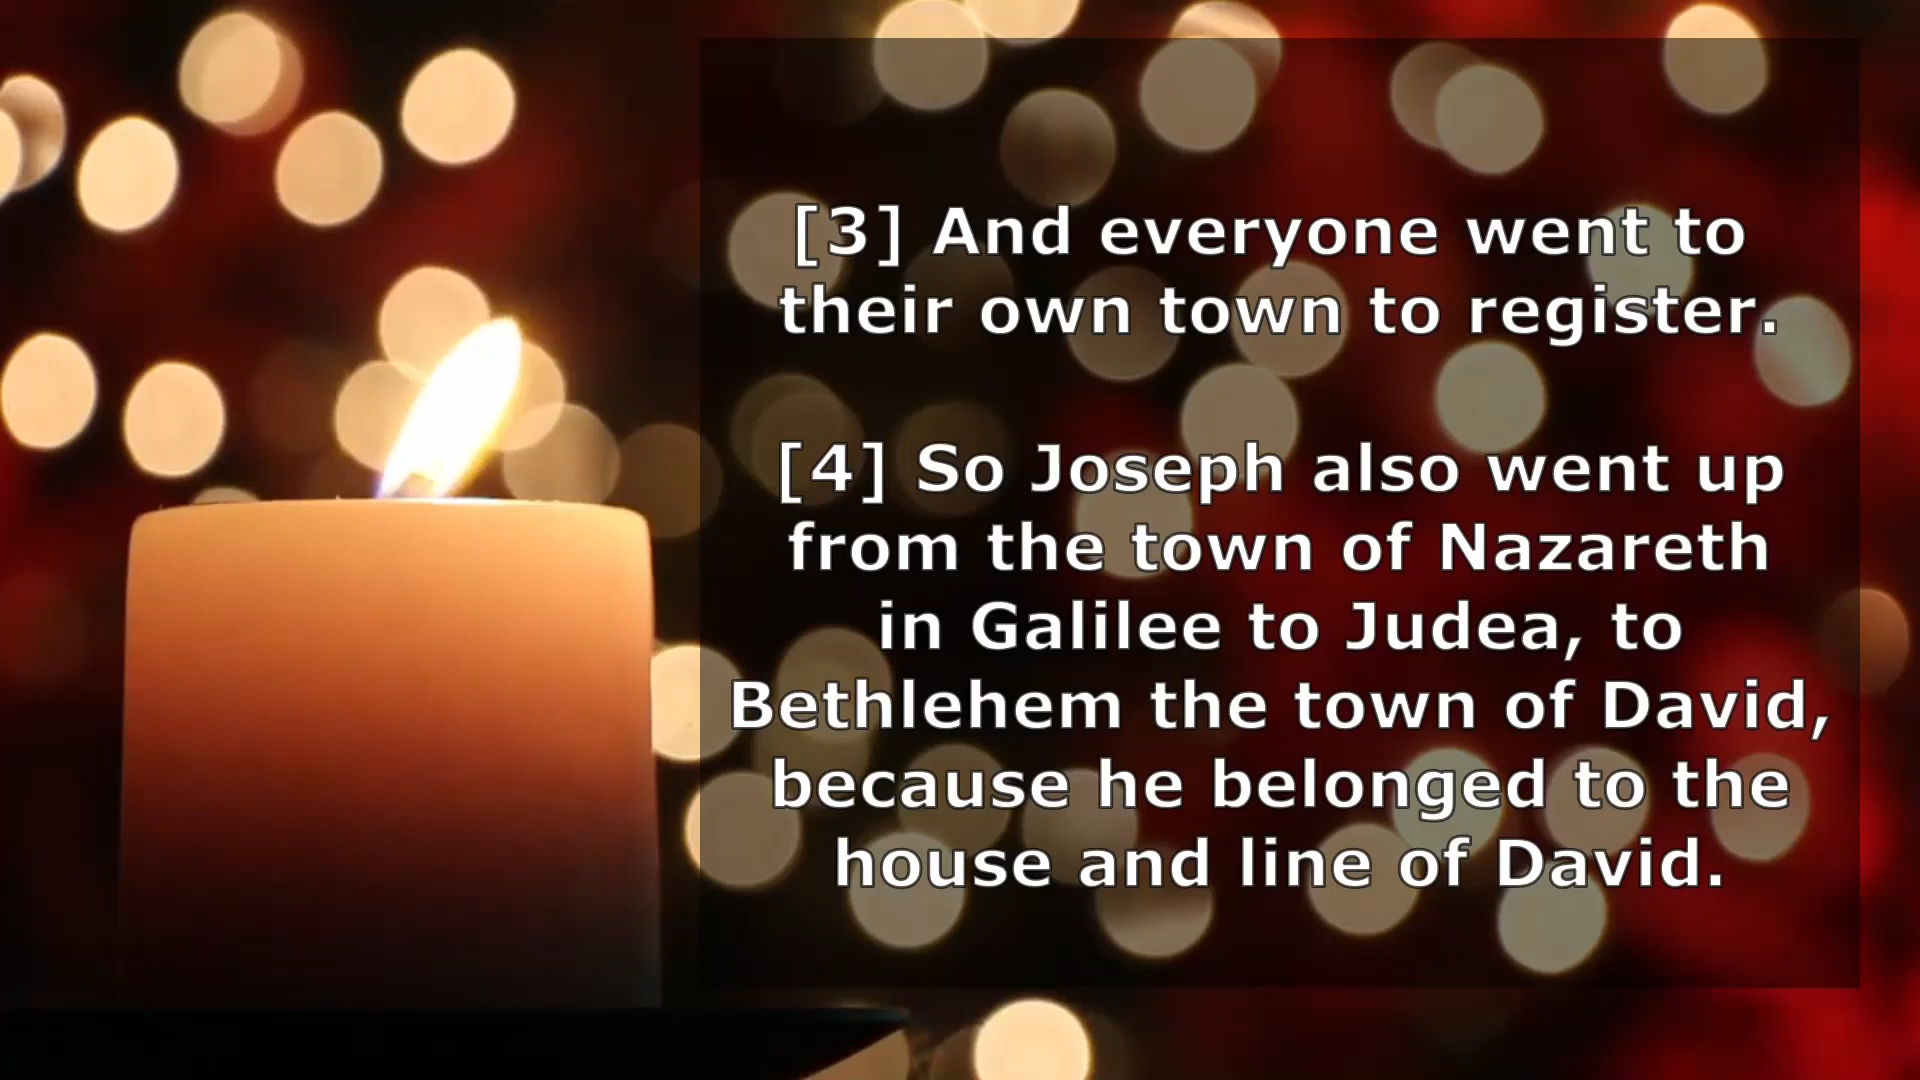 [3] And everyone went to
their own town to register.
[4] So Joseph also went up
from the town of Nazareth
in Galilee to Judea, to
Bethlehem the town of David,
because he belonged to the
house and line of David.